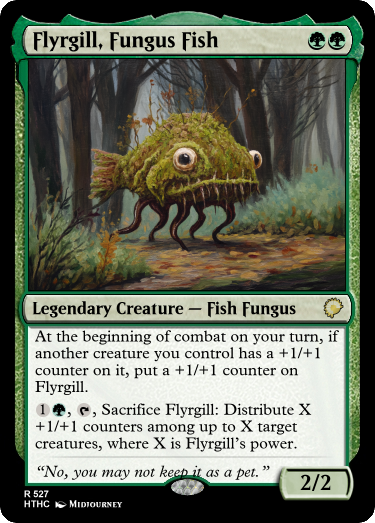 Flyrgill, Fungus Fish
Legendary Creature — Fish Fungus
At the beginning of combat on your turn, if
another creature you control has a +1/+1
counter on it, put a +1/+1 counter on
Flyrgill.
1, , Sacrifice Flyrgill: Distribute X
+1/+1 counters among up to X target
creatures, where X is Flyrgill's power.
“No, you may not keep it as a pet.”
2/2
R 527
HTHC Midjourney